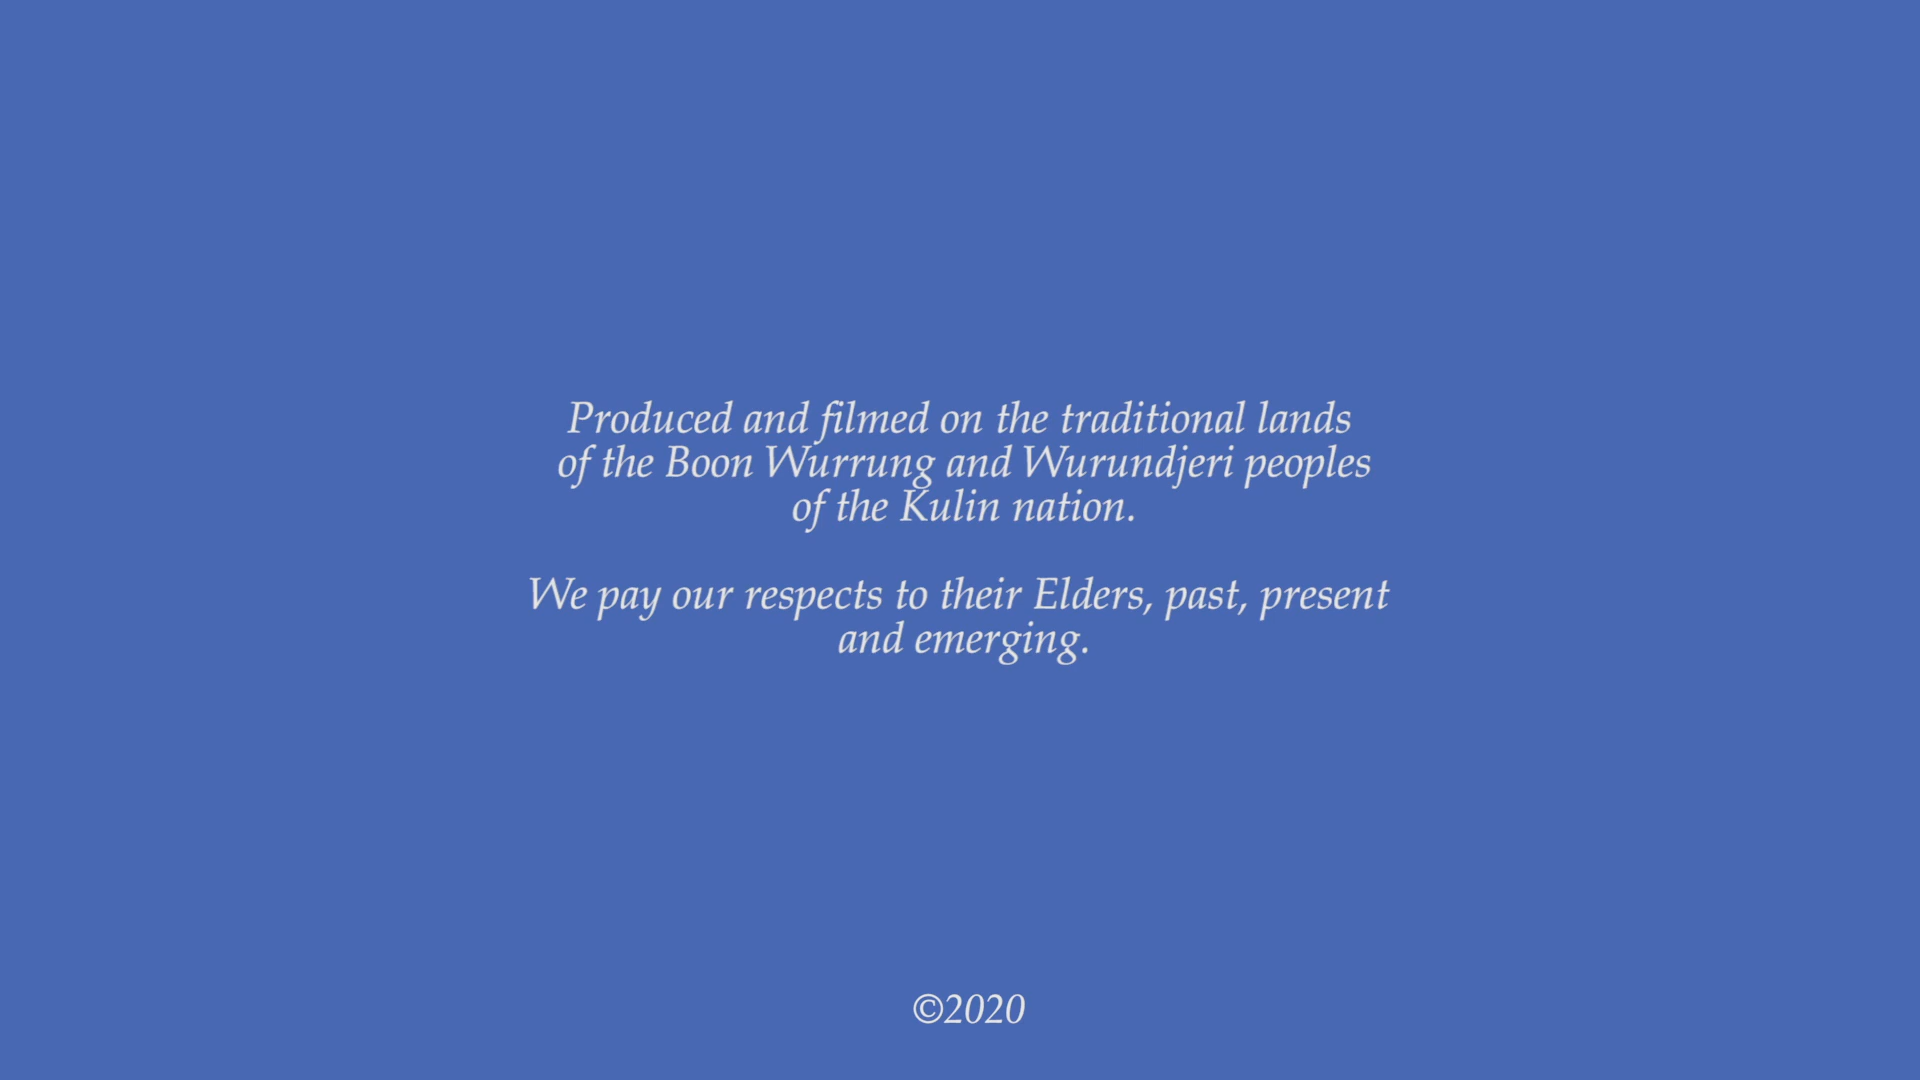 Produced and filmed on the traditional lands
of the Boon Wurrung and Wurundjeri peoples
of the Kulin nation.
We pay our respects to their Elders, past, present
and emerging.
©2020